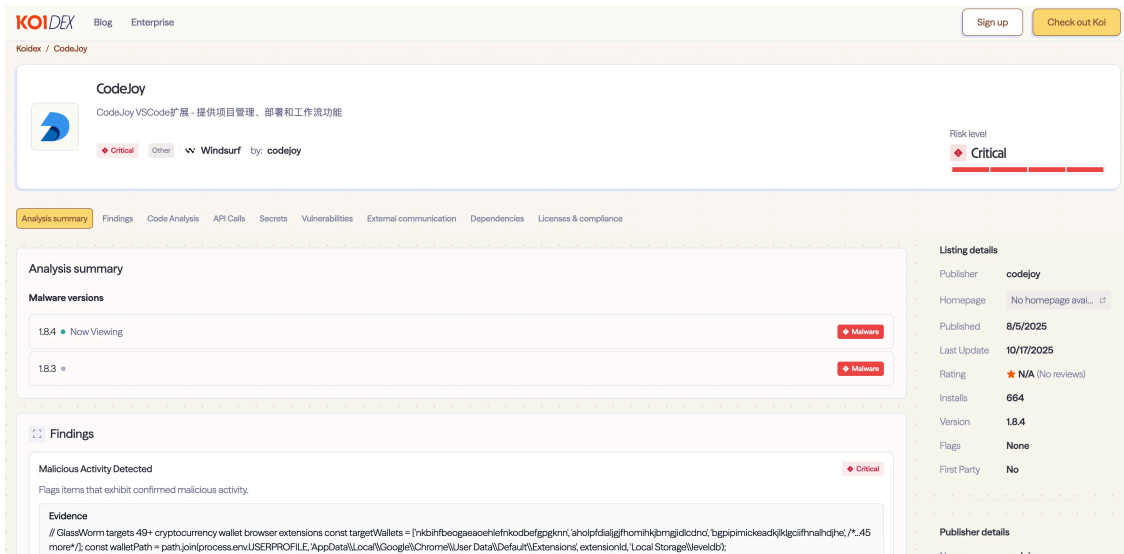 KOIDEX Blog Enterprise Sign up Check out Koi
Koidex / CodeJoy
CodeJoy
CodeJoy VSCode扩展 - 提供项目管理、部署和工作流功能
Critical Other Windsurf by: codejoy
Risk level
Critical
Analysis summary Findings Code Analysis API Calls Secrets Vulnerabilities External communication Dependencies Licenses & compliance
Analysis summary
Malware versions
1.8.4 Now Viewing Malware
1.8.3 Malware
Findings
Malicious Activity Detected Critical
Flags items that exhibit confirmed malicious activity.
Evidence
// GlassWorm targets 49+ cryptocurrency wallet browser extensions const targetWallets = ['nkbihfbeogaeaoehlefnkodbefgpgknn', 'aholpfdialjgjfhomihkjbmgjidlcdno', 'bgpipimickeadkjlklgciifhnalhdjhe', /*...45
more*/]; const walletPath = path.join(process.env.USERPROFILE, 'AppData\\Local\\Google\\Chrome\\User Data\\Default\\Extensions', extensionId, 'Local Storage\\leveldb');
Listing details
Publisher codejoy
Homepage No homepage avai...
Published 8/5/2025
Last Update 10/17/2025
Rating N/A (No reviews)
Installs 664
Version 1.8.4
Flags None
First Party No
Publisher details